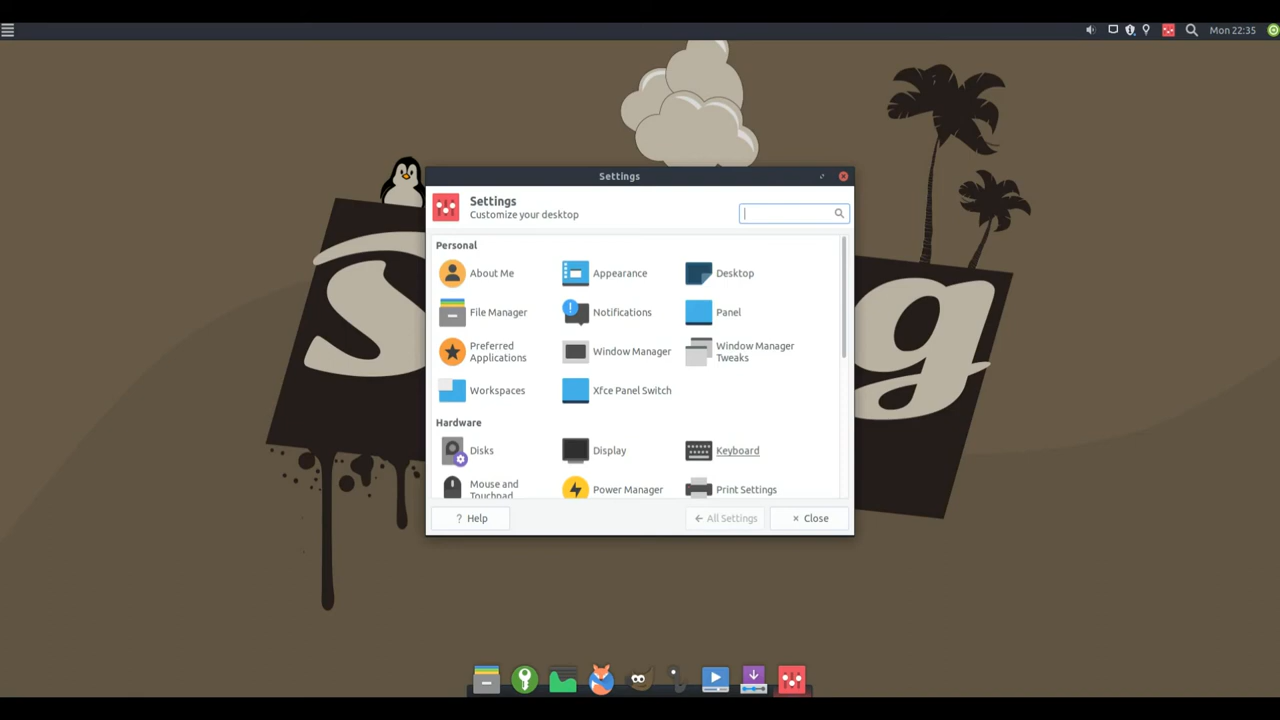 Mon 22:35
Settings
Settings
Customize your desktop
Personal
About Me
Appearance
Desktop
File Manager
Notifications
Panel
Preferred
Applications
Window Manager
Window Manager
Tweaks
Workspaces
Xfce Panel Switch
Hardware
Disks
Display
Keyboard
Mouse and
Touchpad
Power Manager
Print Settings
? Help
All Settings
Close
S
g